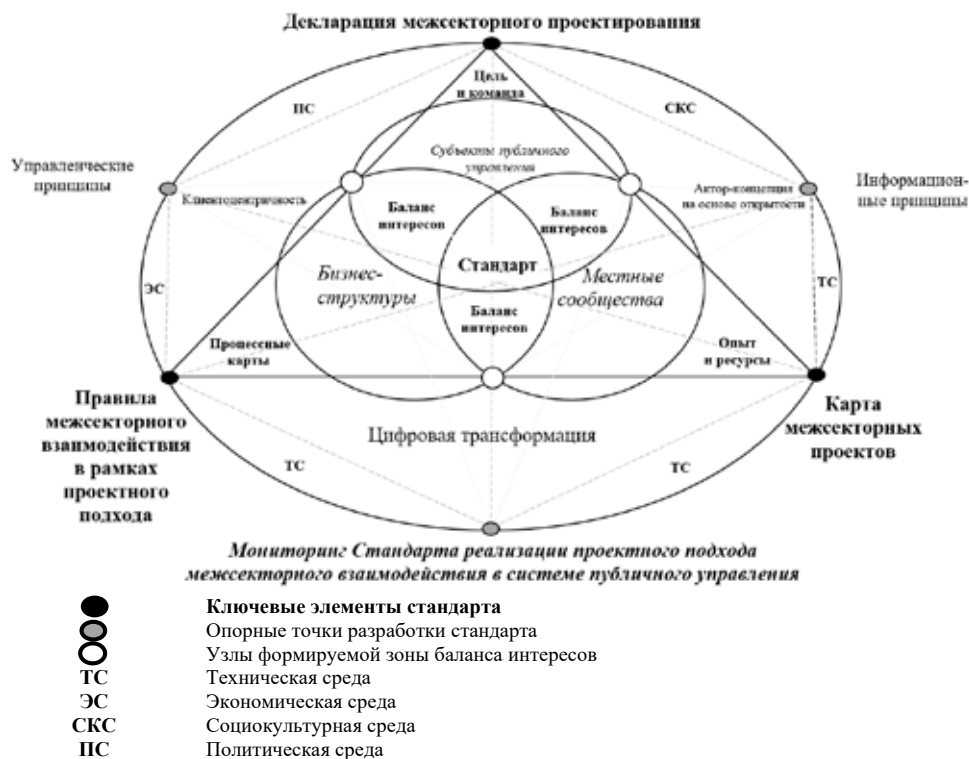 Декларация межсекторного проектирования
Цель
и команда
ПС
СКС
Субъекты публичного
управления
Управленческие
принципы
Информацион-
ные принципы
Клиентоцентричность
Актор-концепция
на основе открытости
Баланс
интересов
Баланс
интересов
Стандарт
Бизнес-
структуры
Местные
сообщества
ЭС
ТС
Баланс
интересов
Процессные
карты
Опыт
и ресурсы
Правила
межсекторного
взаимодействия
в рамках
проектного
подхода
Карта
межсекторных
проектов
Цифровая трансформация
ТС
ТС
Мониторинг Стандарта реализации проектного подхода
межсекторного взаимодействия в системе публичного управления
Ключевые элементы стандарта
Опорные точки разработки стандарта
Узлы формируемой зоны баланса интересов
ТС Техническая среда
ЭС Экономическая среда
СКС Социокультурная среда
ПС Политическая среда